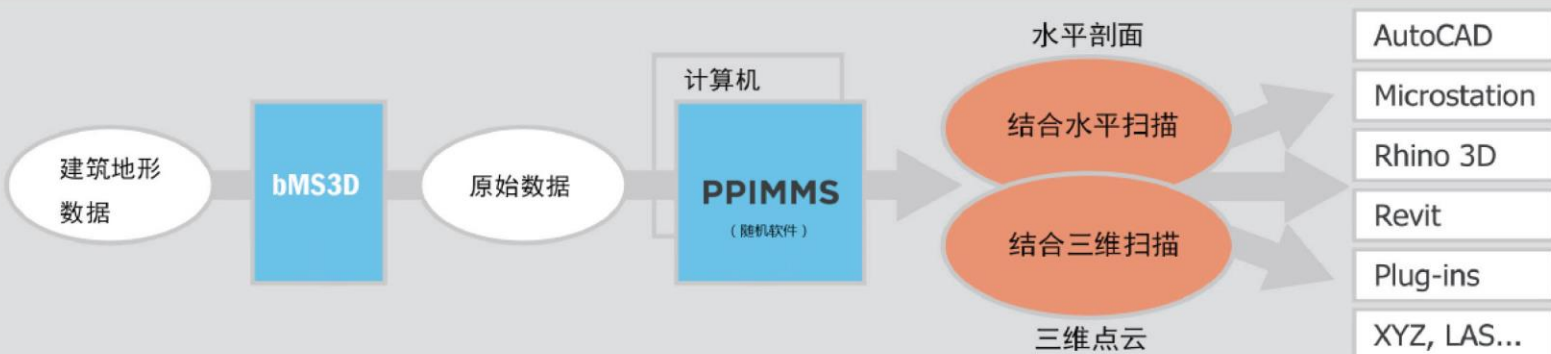 建筑地形
数据
bMS3D
原始数据
计算机
PPIMMS
（随机软件）
水平剖面
结合水平扫描
结合三维扫描
三维点云
AutoCAD
Microstation
Rhino 3D
Revit
Plug-ins
XYZ, LAS...